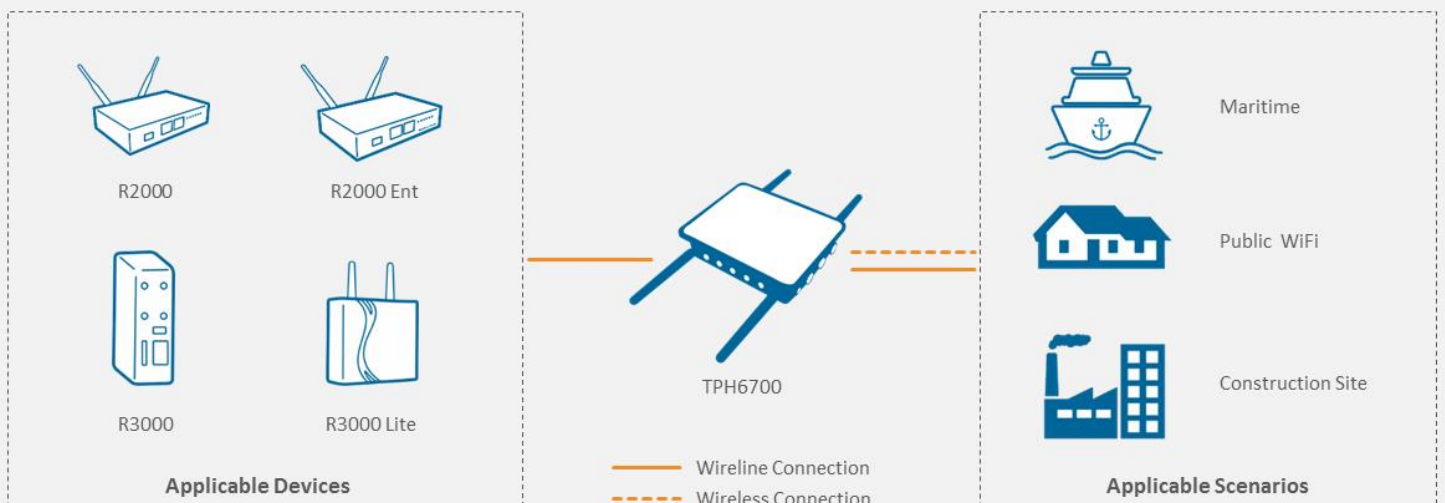 R2000
R2000 Ent
R3000
R3000 Lite
Applicable Devices
TPH6700
Wireline Connection
Wireless Connection
Maritime
Public WiFi
Construction Site
Applicable Scenarios